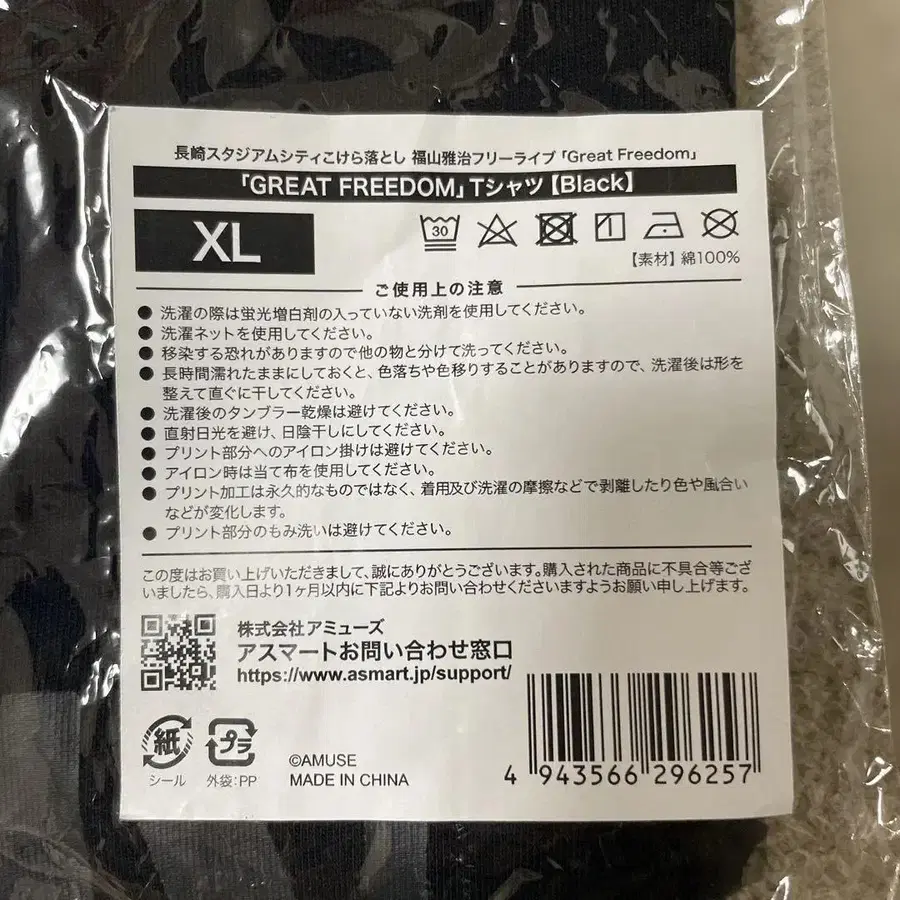 長崎スタジアムシティこけら落とし 福山雅治フリーライブ「Great Freedom」
「GREAT FREEDOM」Tシャツ【Black】
XL
30
【素材】綿100%
ご使用上の注意
● 洗濯の際は蛍光増白剤の入っていない洗剤を使用してください。
● 洗濯ネットを使用してください。
● 移染する恐れがありますので他の物と分けて洗ってください。
● 長時間濡れたままにしておくと、色落ちや色移りすることがありますので、洗濯後は形を
整えて直ぐに干してください。
● 洗濯後のタンブラー乾燥は避けてください。
● 直射日光を避け、日陰干しにしてください。
● プリント部分へのアイロン掛けは避けてください。
● アイロン時は当て布を使用してください。
● プリント加工は永久的なものではなく、着用及び洗濯の摩擦などで剥離したり色や風合い
などが変化します。
● プリント部分のもみ洗いは避けてください。
この度はお買い上げいただきまして、誠にありがとうございます。購入された商品に不具合等ござ
いましたら、購入日より1ヶ月以内に下記よりお問い合わせくださいますようお願い申し上げます。
株式会社アミューズ
アスマートお問い合わせ窓口
https://www.asmart.jp/support/
紙
シール
プラ
外袋:PP
©AMUSE
MADE IN CHINA
4 943566 296257